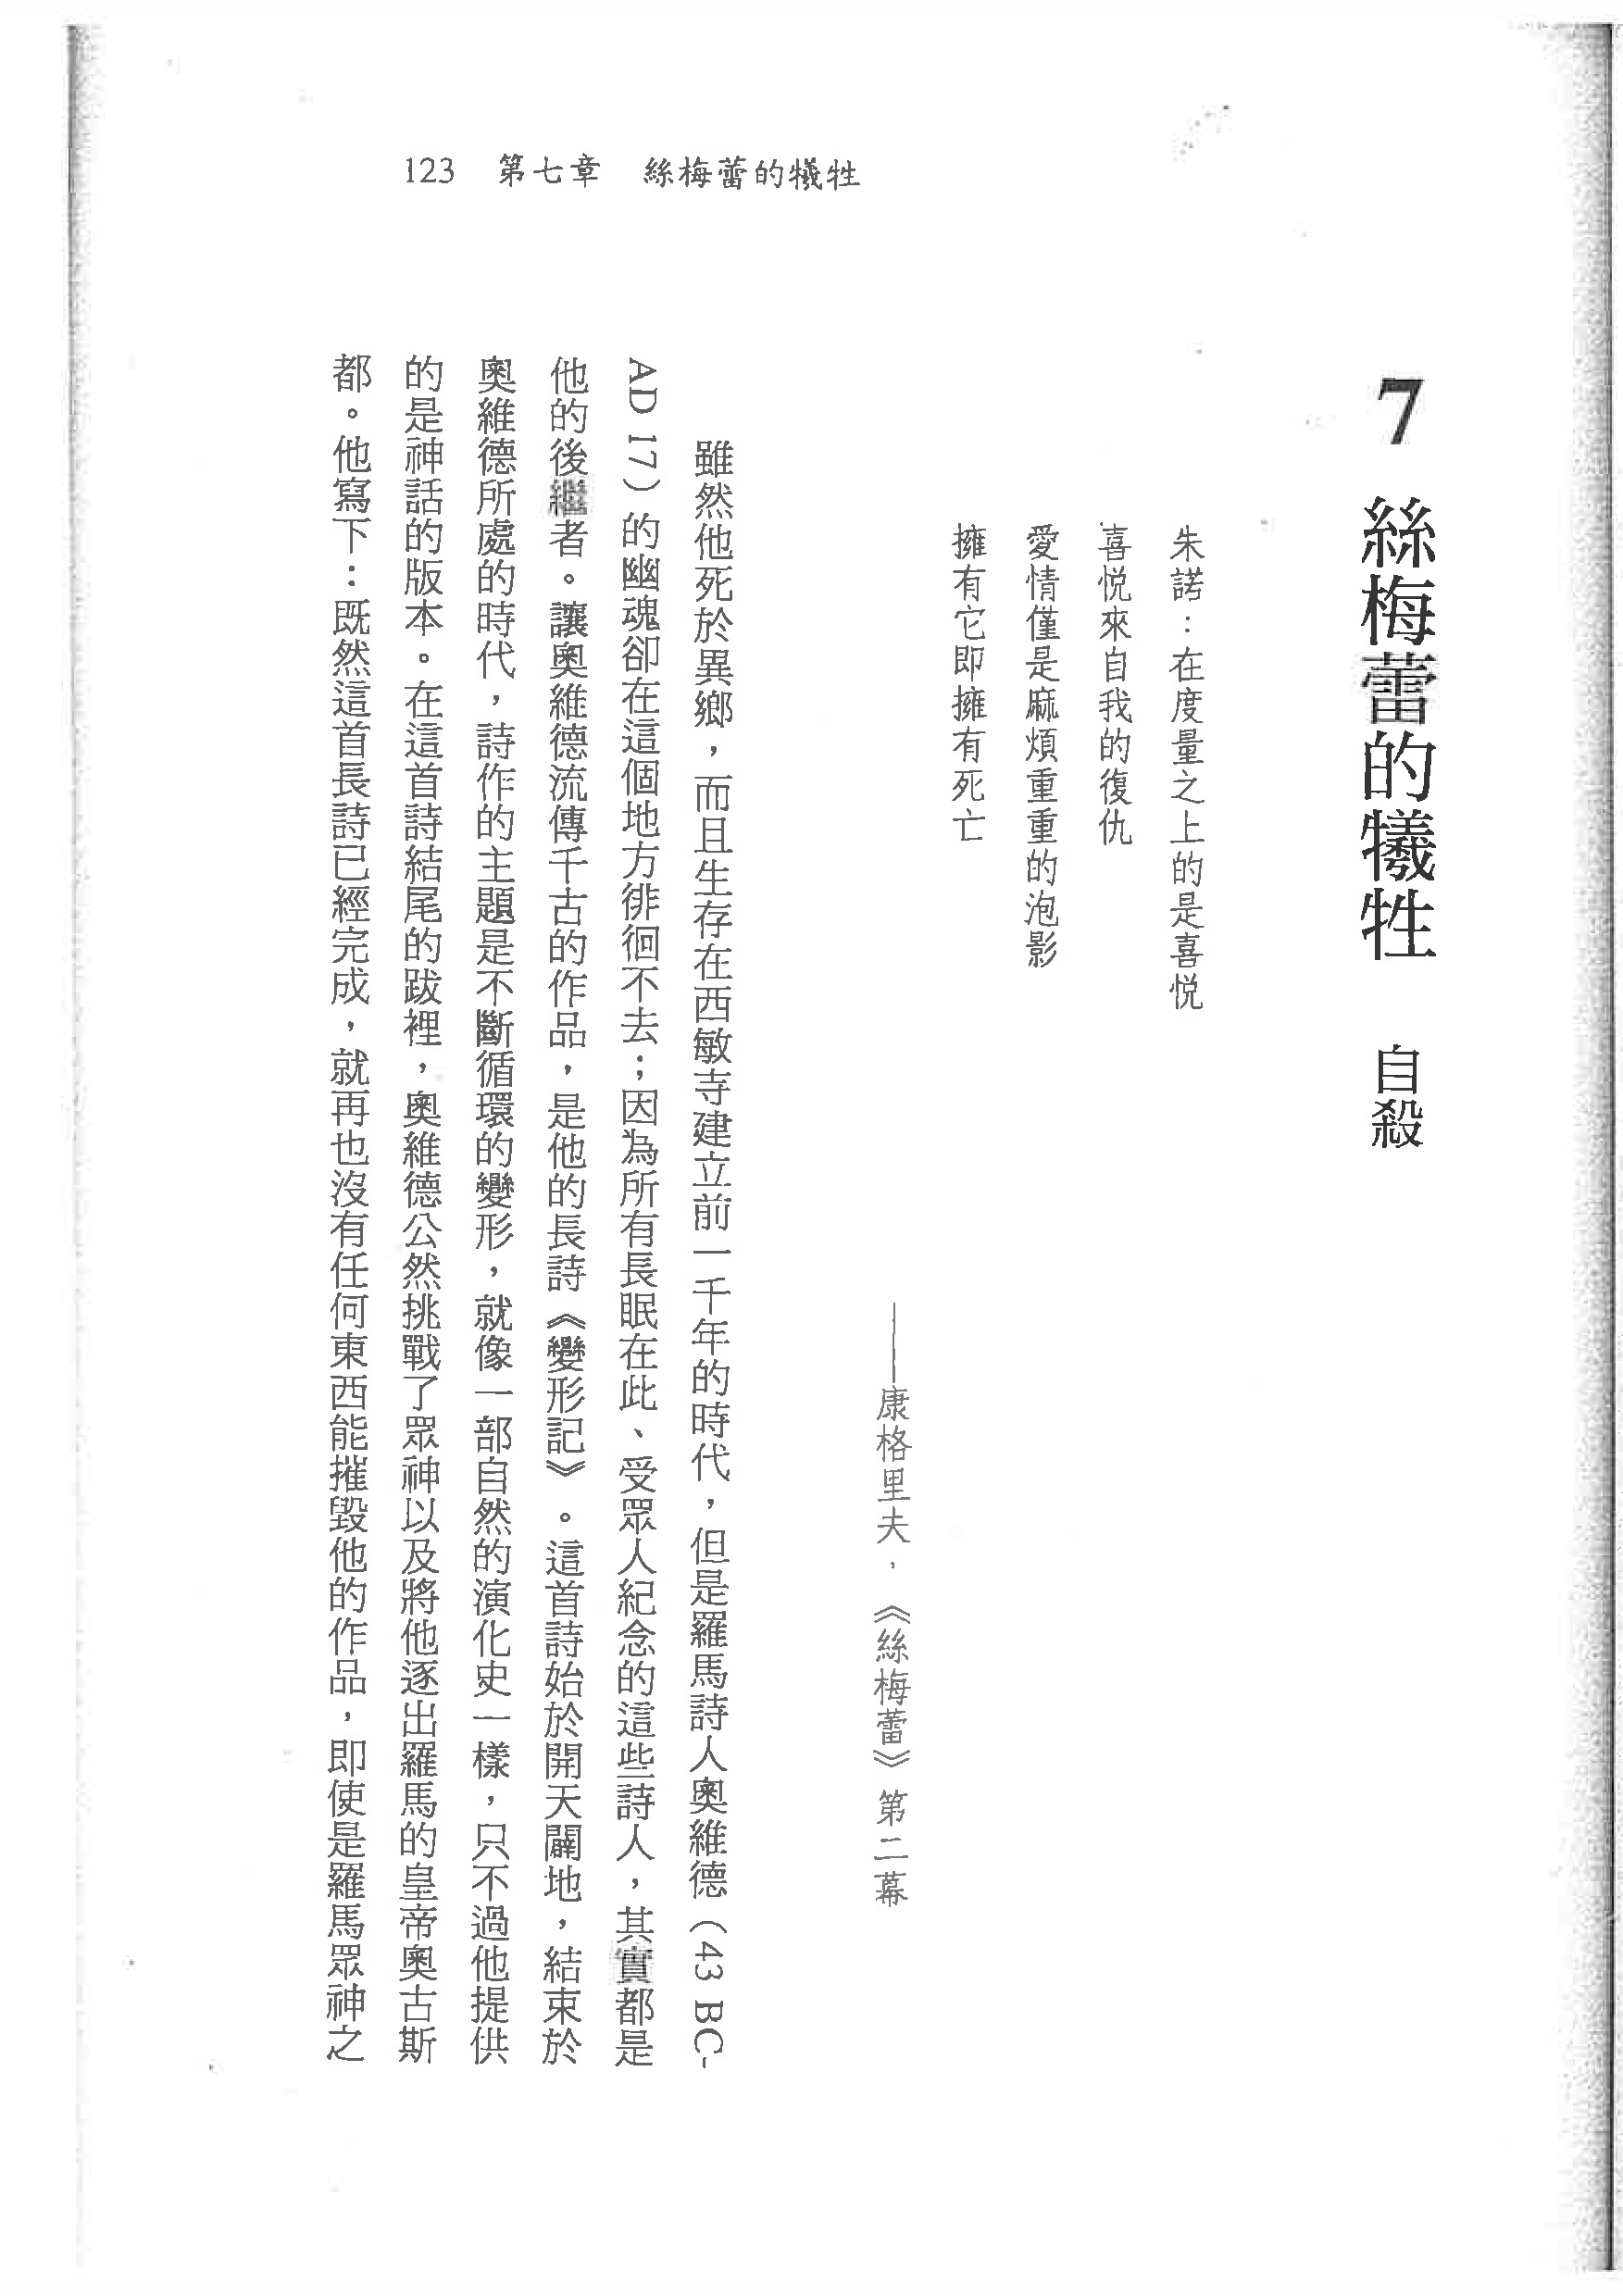 123 第七章 絲梅蕾的犧牲
7 絲梅蕾的犧牲 自殺
朱諾：在度量之上的是喜悅
喜悅來自我的復仇
愛情僅是麻煩重重的泡影
擁有它即擁有死亡
——康格里夫，《絲梅蕾》第二幕
雖然他死於異鄉，而且生存在西敏寺建立前一千年的時代，但是羅馬詩人奧維德（43 BC-
AD 17）的幽魂卻在這個地方徘徊不去；因為所有長眠在此、受眾人紀念的這些詩人，其實都是
他的後繼者。讓奧維德流傳千古的作品，是他的長詩《變形記》。這首詩始於開天闢地，結束於
奧維德所處的時代，詩作的主題是不斷循環的變形，就像一部自然的演化史一樣，只不過他提供
的是神話的版本。在這首詩結尾的跋裡，奧維德公然挑戰了眾神以及將他逐出羅馬的皇帝奧古斯
都。他寫下：既然這首長詩已經完成，就再也沒有任何東西能摧毀他的作品，即使是羅馬眾神之